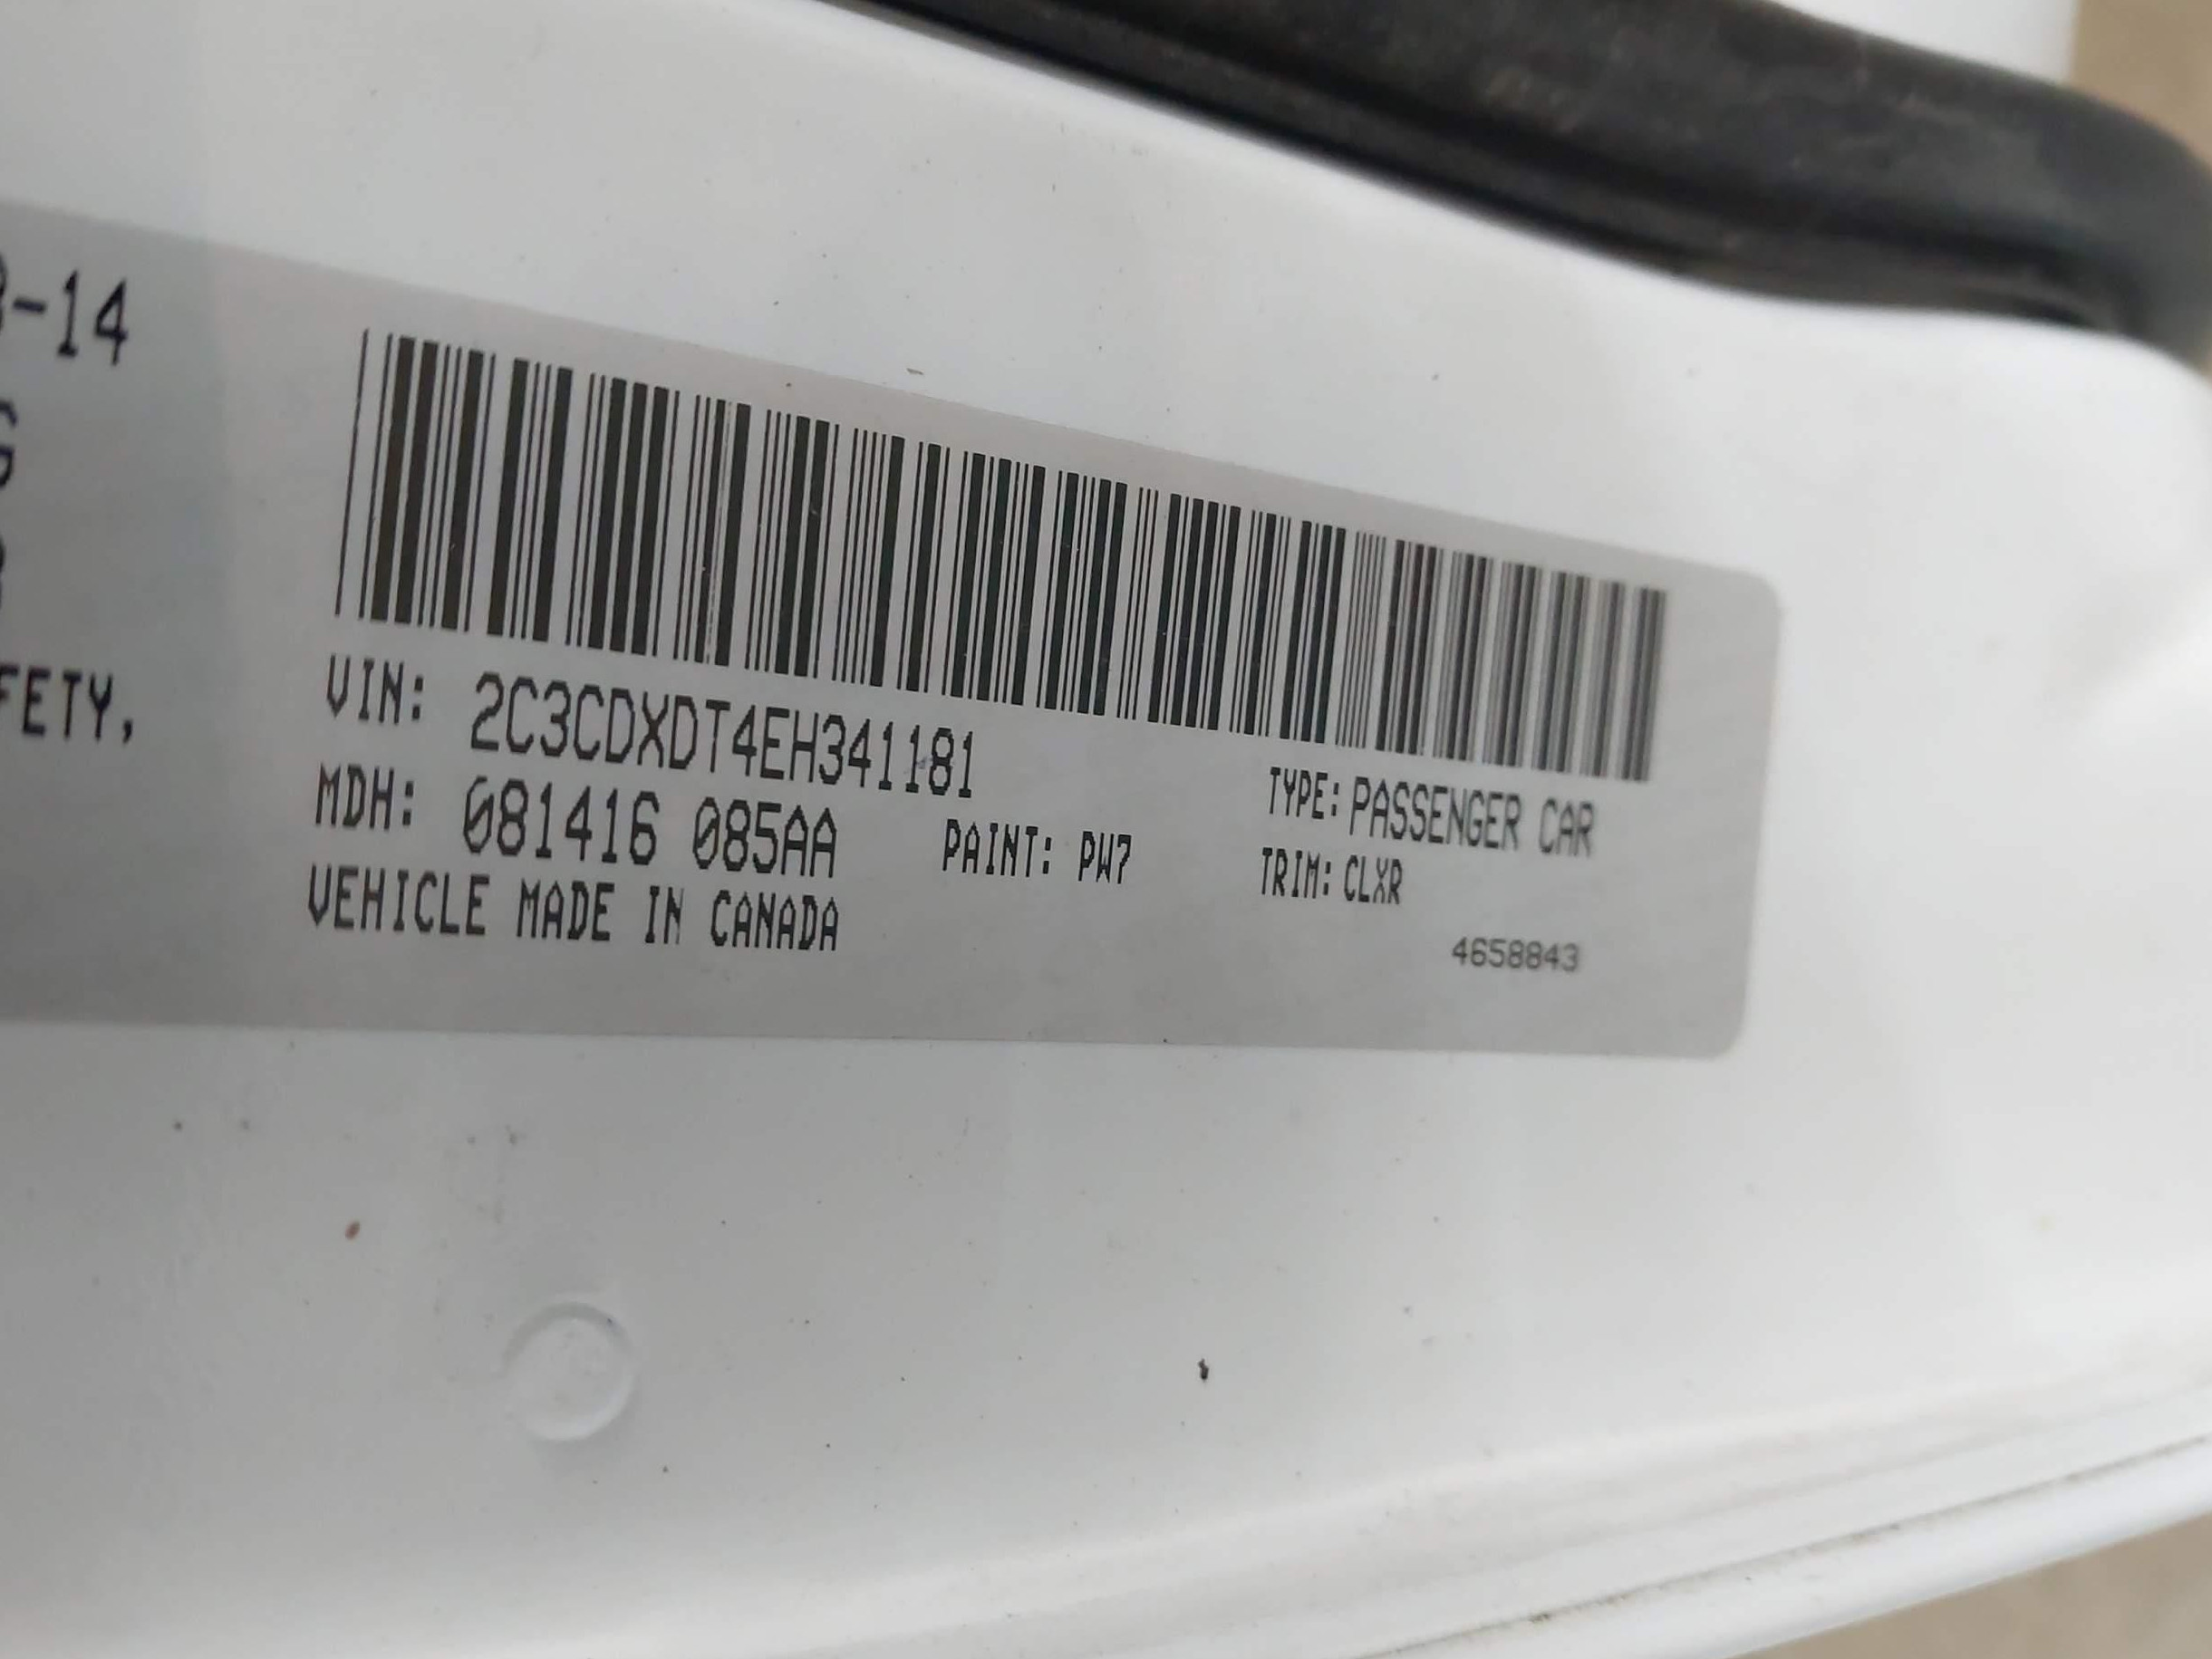 -14
G
FETY,
VIN: 2C3CDXDT4EH341181
TYPE: PASSENGER CAR
MDH: 081416 085AA
PAINT: PW7
TRIM: CLXR
VEHICLE MADE IN CANADA
4658843